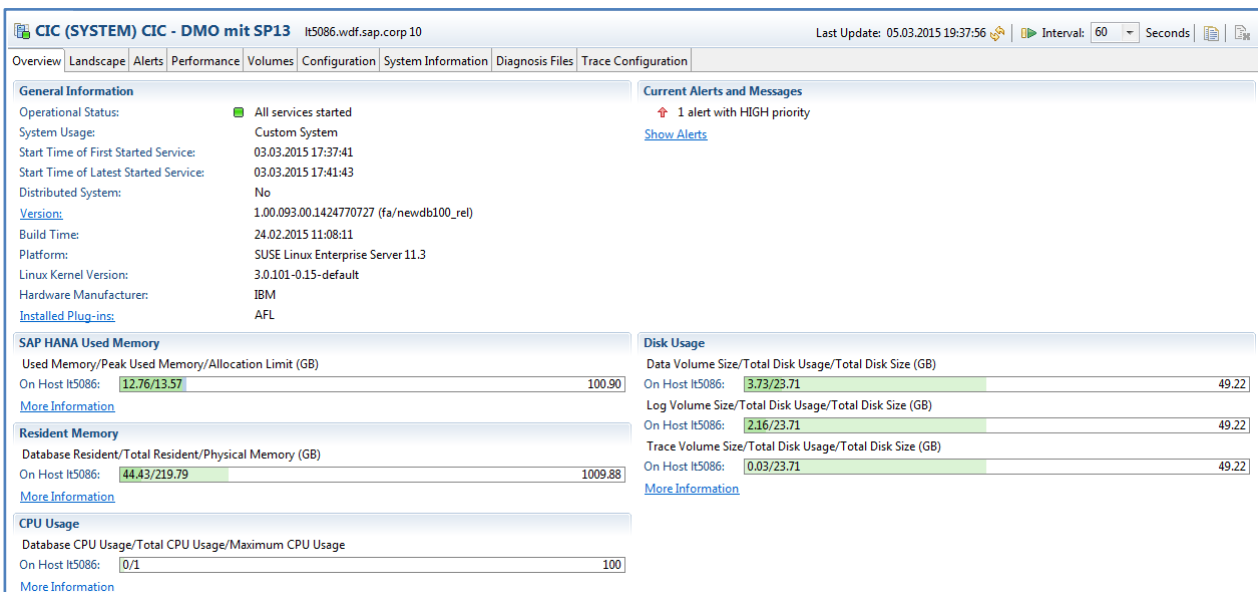 CIC (SYSTEM) CIC - DMO mit SP13 lt5086.wdf.sap.corp 10
Last Update: 05.03.2015 19:37:56 Interval: 60 Seconds
Overview Landscape Alerts Performance Volumes Configuration System Information Diagnosis Files Trace Configuration
General Information
Operational Status: All services started
System Usage: Custom System
Start Time of First Started Service: 03.03.2015 17:37:41
Start Time of Latest Started Service: 03.03.2015 17:41:43
Distributed System: No
Version: 1.00.093.00.1424770727 (fa/newdb100_rel)
Build Time: 24.02.2015 11:08:11
Platform: SUSE Linux Enterprise Server 11.3
Linux Kernel Version: 3.0.101-0.15-default
Hardware Manufacturer: IBM
Installed Plug-ins: AFL
Current Alerts and Messages
1 alert with HIGH priority
Show Alerts
SAP HANA Used Memory
Used Memory/Peak Used Memory/Allocation Limit (GB)
On Host lt5086: 12.76/13.57 100.90
More Information
Resident Memory
Database Resident/Total Resident/Physical Memory (GB)
On Host lt5086: 44.43/219.79 1009.88
More Information
CPU Usage
Database CPU Usage/Total CPU Usage/Maximum CPU Usage
On Host lt5086: 0/1 100
More Information
Disk Usage
Data Volume Size/Total Disk Usage/Total Disk Size (GB)
On Host lt5086: 3.73/23.71 49.22
Log Volume Size/Total Disk Usage/Total Disk Size (GB)
On Host lt5086: 2.16/23.71 49.22
Trace Volume Size/Total Disk Usage/Total Disk Size (GB)
On Host lt5086: 0.03/23.71 49.22
More Information